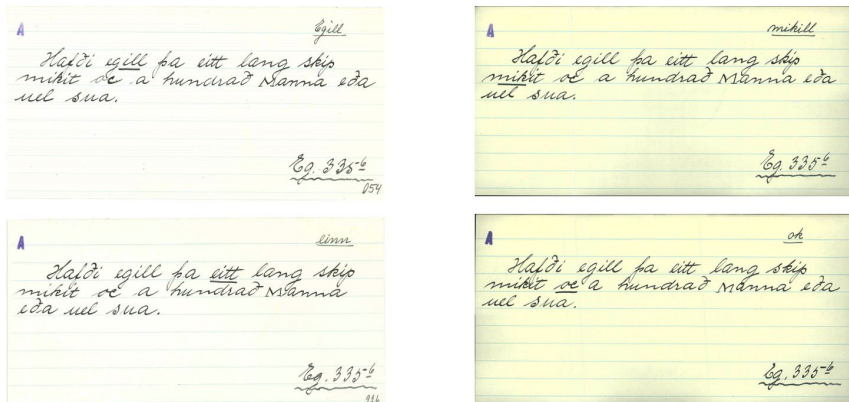 A
Egill
Hafði egill þa eitt lang skip
mikit oc a hundrað Manna eða
uel sua.
Eg. 335⁻⁶
054
A
mikill
Hafði egill þa eitt lang skip
mikit oc a hundrað Manna eða
uel sua.
Eg. 335⁶
A
einn
Hafði egill þa eitt lang skip
mikit oc a hundrað Manna
eða uel sua.
Eg. 335⁻⁶
A
ok
Hafði egill þa eitt lang skip
mikit oc a hundrað Manna eða
uel sua.
Eg. 335⁻⁶